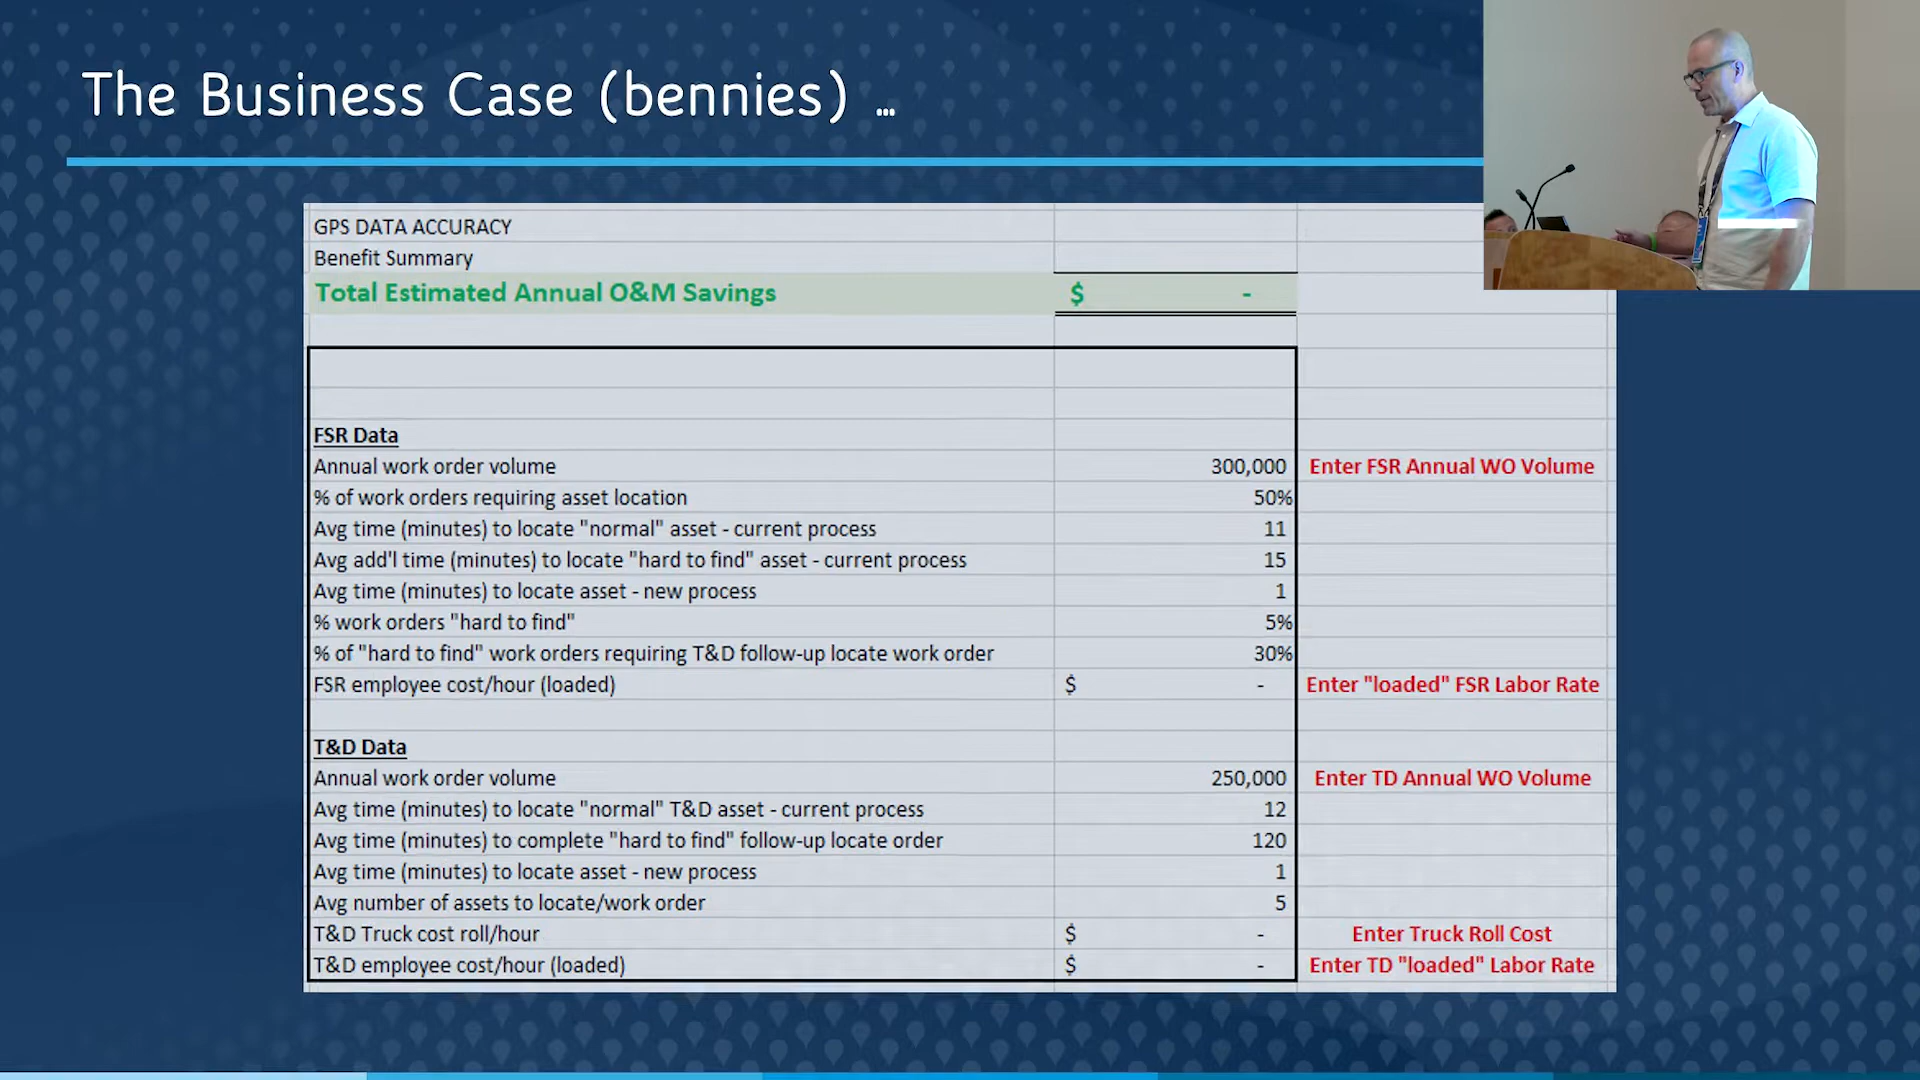 The Business Case (bennies) ...
GPS DATA ACCURACY
Benefit Summary
Total Estimated Annual O&M Savings $ -
FSR Data
Annual work order volume 300,000 Enter FSR Annual WO Volume
% of work orders requiring asset location 50%
Avg time (minutes) to locate "normal" asset - current process 11
Avg add'l time (minutes) to locate "hard to find" asset - current process 15
Avg time (minutes) to locate asset - new process 1
% work orders "hard to find" 5%
% of "hard to find" work orders requiring T&D follow-up locate work order 30%
FSR employee cost/hour (loaded) $ - Enter "loaded" FSR Labor Rate
T&D Data
Annual work order volume 250,000 Enter TD Annual WO Volume
Avg time (minutes) to locate "normal" T&D asset - current process 12
Avg time (minutes) to complete "hard to find" follow-up locate order 120
Avg time (minutes) to locate asset - new process 1
Avg number of assets to locate/work order 5
T&D Truck cost roll/hour $ - Enter Truck Roll Cost
T&D employee cost/hour (loaded) $ - Enter TD "loaded" Labor Rate